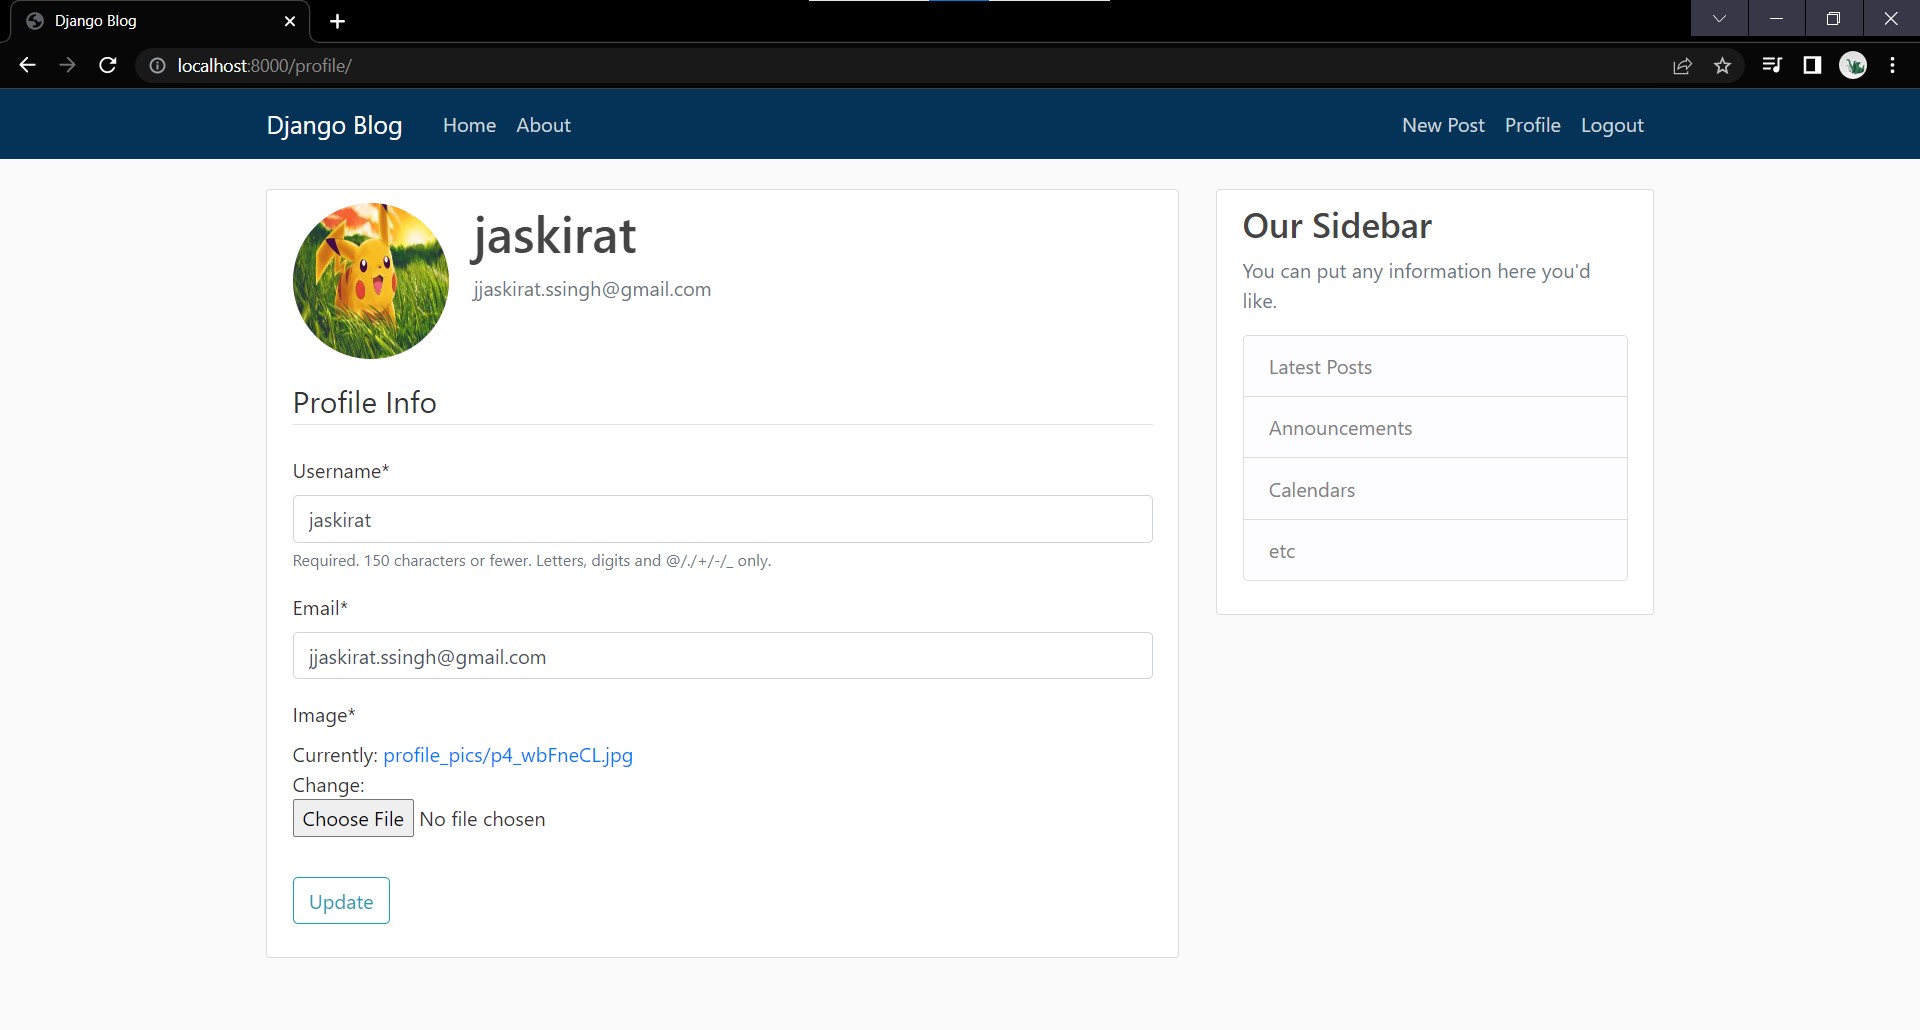 Django Blog
localhost:8000/profile/
Django Blog Home About New Post Profile Logout
jaskirat
jjaskirat.ssingh@gmail.com
Profile Info
Username*
jaskirat
Required. 150 characters or fewer. Letters, digits and @/./+/-/_ only.
Email*
jjaskirat.ssingh@gmail.com
Image*
Currently: profile_pics/p4_wbFneCL.jpg
Change:
Choose File No file chosen
Update
Our Sidebar
You can put any information here you'd
like.
Latest Posts
Announcements
Calendars
etc